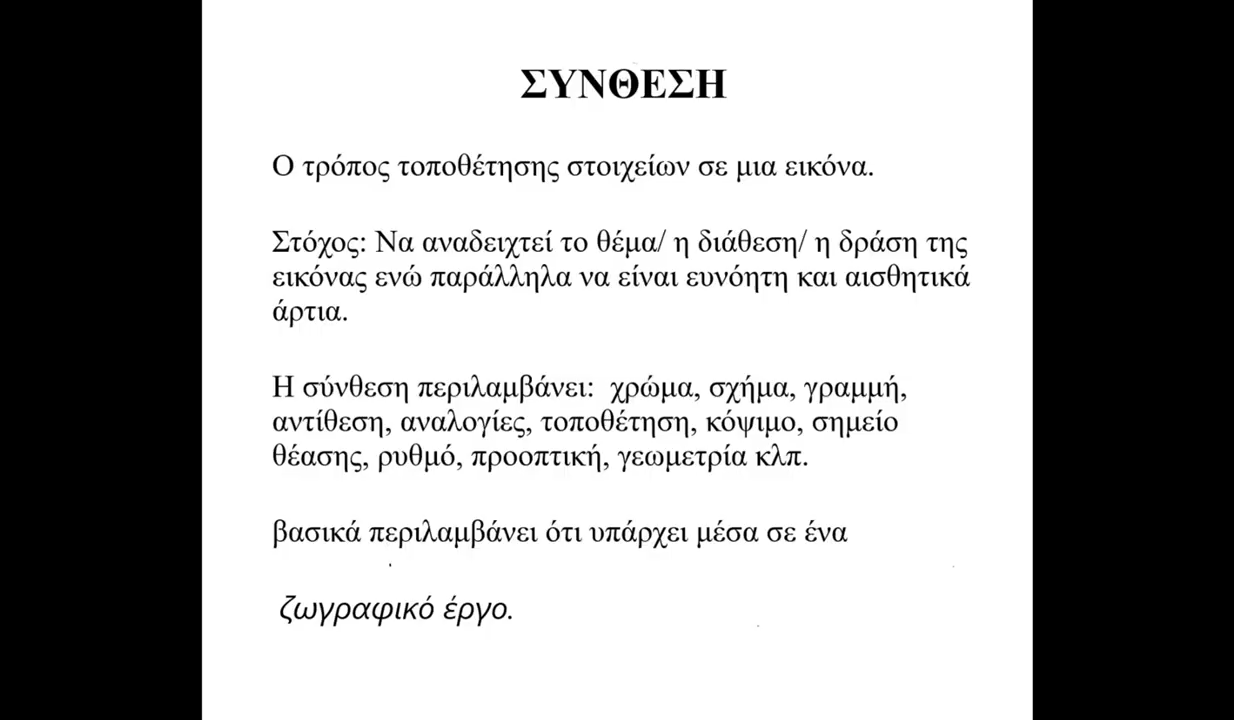 ΣΥΝΘΕΣΗ
Ο τρόπος τοποθέτησης στοιχείων σε μια εικόνα.
Στόχος: Να αναδειχτεί το θέμα/ η διάθεση/ η δράση της
εικόνας ενώ παράλληλα να είναι ευνόητη και αισθητικά
άρτια.
Η σύνθεση περιλαμβάνει:  χρώμα, σχήμα, γραμμή,
αντίθεση, αναλογίες, τοποθέτηση, κόψιμο, σημείο
θέασης, ρυθμό, προοπτική, γεωμετρία κλπ.
βασικά περιλαμβάνει ότι υπάρχει μέσα σε ένα
ζωγραφικό έργο.